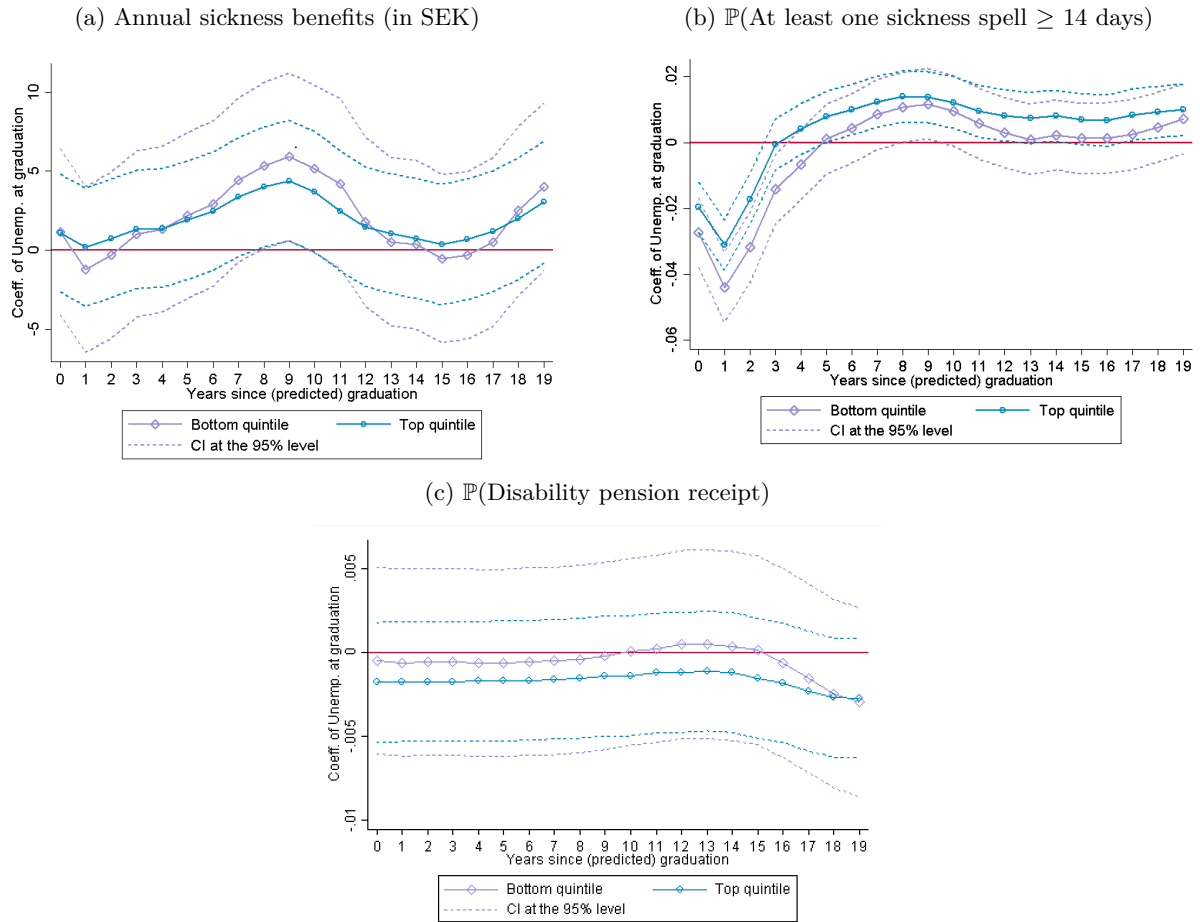 (a) Annual sickness benefits (in SEK)
Coeff. of Unemp. at graduation
10
5
0
-5
0 1 2 3 4 5 6 7 8 9 10 11 12 13 14 15 16 17 18 19
Years since (predicted) graduation
Bottom quintile Top quintile
CI at the 95% level
(b) ℙ(At least one sickness spell ≥ 14 days)
Coeff. of Unemp. at graduation
.02
0
-.02
-.04
-.06
0 1 2 3 4 5 6 7 8 9 10 11 12 13 14 15 16 17 18 19
Years since (predicted) graduation
Bottom quintile Top quintile
CI at the 95% level
(c) ℙ(Disability pension receipt)
Coeff. of Unemp. at graduation
.005
0
-.005
-.01
0 1 2 3 4 5 6 7 8 9 10 11 12 13 14 15 16 17 18 19
Years since (predicted) graduation
Bottom quintile Top quintile
CI at the 95% level